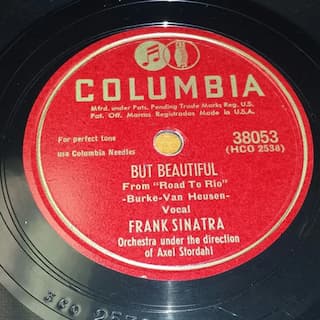 COLUMBIA
Mfrd. under Pats. Pending Trade Marks Reg. U.S.
Pat. Off. Marcas Registradas Made in U.S.A.
For perfect tone
use Columbia Needles
38053
(HCO 2538)
BUT BEAUTIFUL
From "Road To Rio"
-Burke-Van Heusen-
Vocal
FRANK SINATRA
Orchestra under the direction
of Axel Stordahl